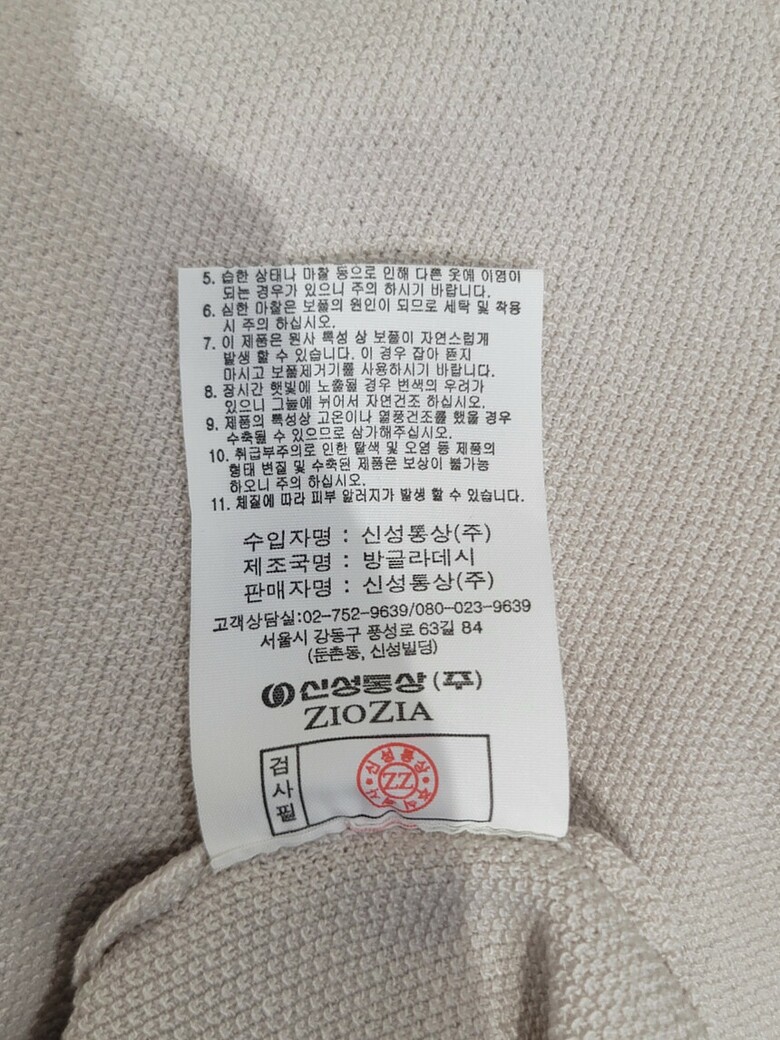 5.습한 상태나 마찰 등으로 인해 다른 옷에 이염이
되는 경우가 있으니 주의 하시기 바랍니다.
6. 심한 마찰은 보풀의 원인이 되므로 세탁 및 착용
시 주의 하십시오.
7. 이 제품은 원사 특성 상 보풀이 자연스럽게
발생 할 수 있습니다. 이 경우 잡아 뜯지
마시고 보풀제거기를 사용하시기 바랍니다.
8. 장시간 햇빛에 노출될 경우 변색의 우려가
있으니 그늘에 뉘어서 자연건조 하십시오.
9. 제품의 특성상 고온이나 열풍건조를 했을 경우
수축될 수 있으므로 삼가해주십시오.
10. 취급부주의로 인한 탈색 및 오염 등 제품의
형태 변질 및 수축된 제품은 보상이 불가능
하오니 주의 하십시오.
11. 체질에 따라 피부 알러지가 발생 할 수 있습니다.
수입자명 : 신성통상(주)
제조국명 : 방글라데시
판매자명 : 신성통상(주)
고객상담실:02-752-9639/080-023-9639
서울시 강동구 풍성로 63길 84
(둔촌동, 신성빌딩)
신성통상(주)
ZIOZIA
검사필
신성통상
ZZ
주식회사